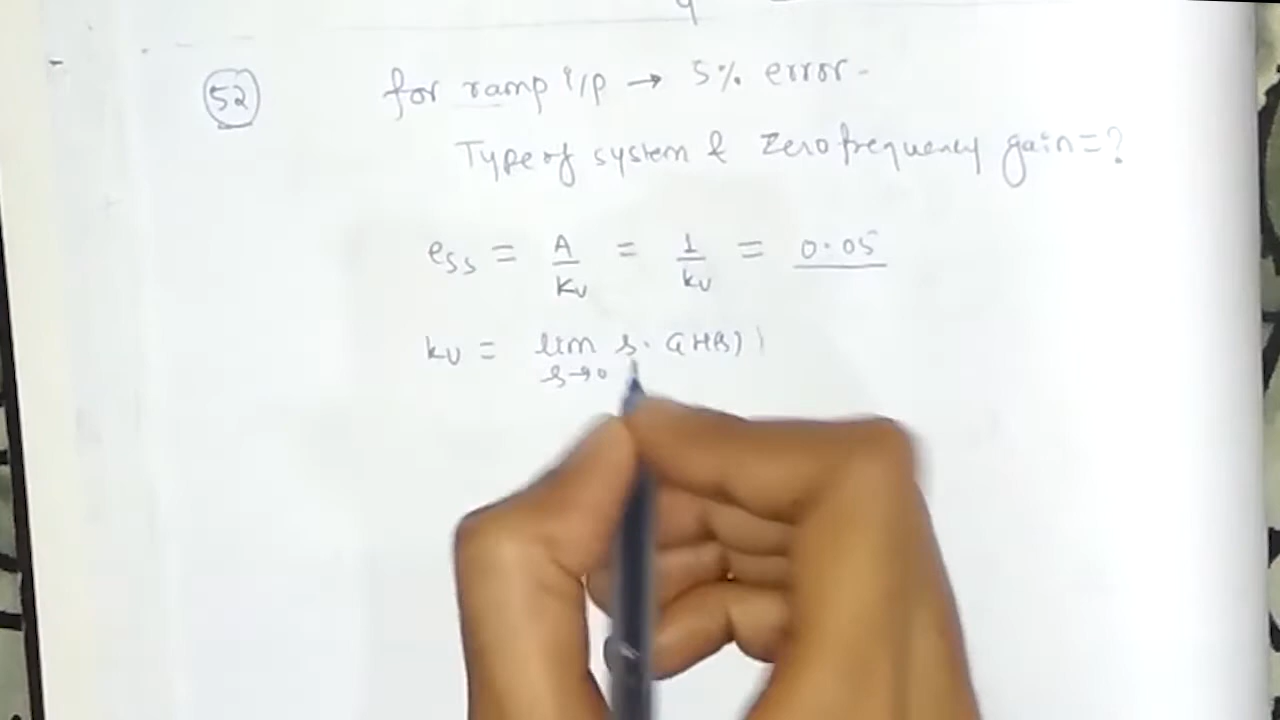 52 for ramp i/p → 5% error.
Type of system & Zero frequency gain = ?
ess = A/Kv = 1/Kv = 0.05
Kv = lim s→0 s. GH(s)